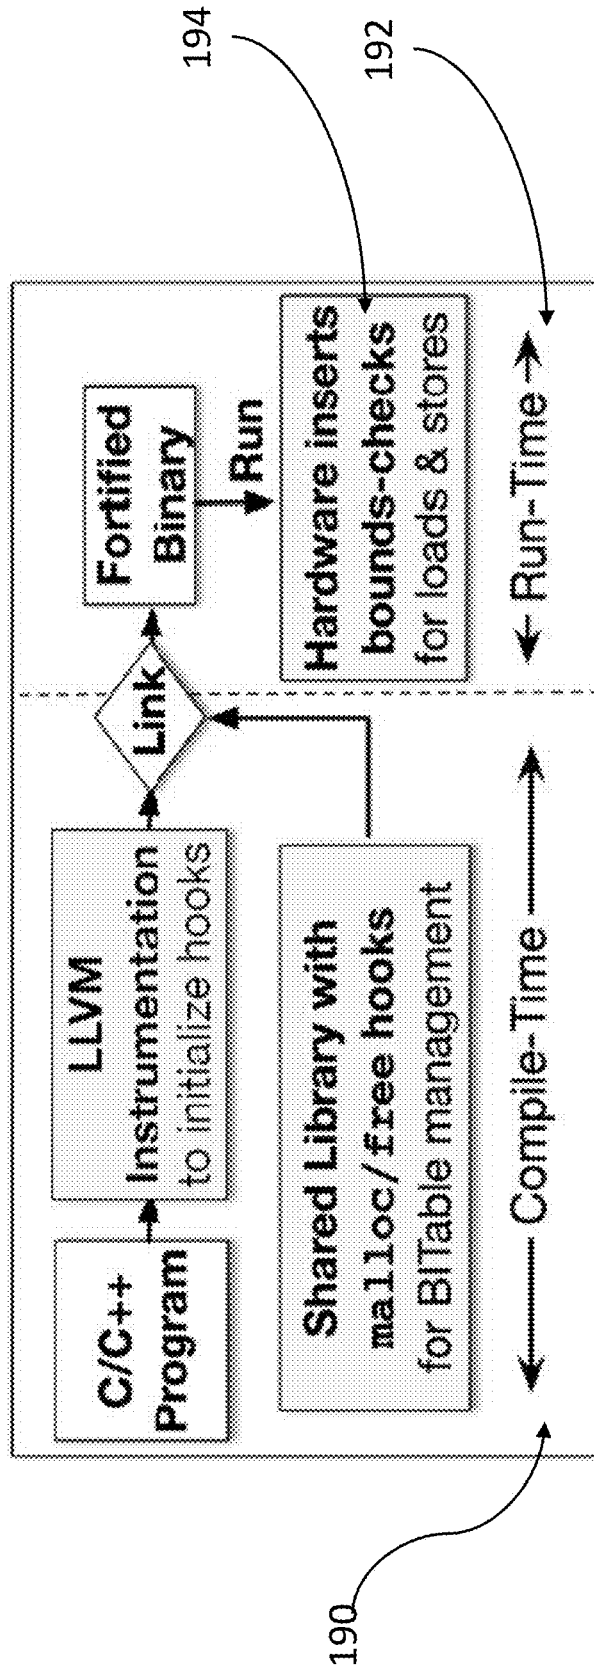 C/C++
Program
LLVM
Instrumentation
to initialize hooks
Link
Fortified
Binary
Run
Shared Library with
malloc/free hooks
for BITable management
Hardware inserts
bounds-checks
for loads & stores
Compile-Time
Run-Time
190
194
192